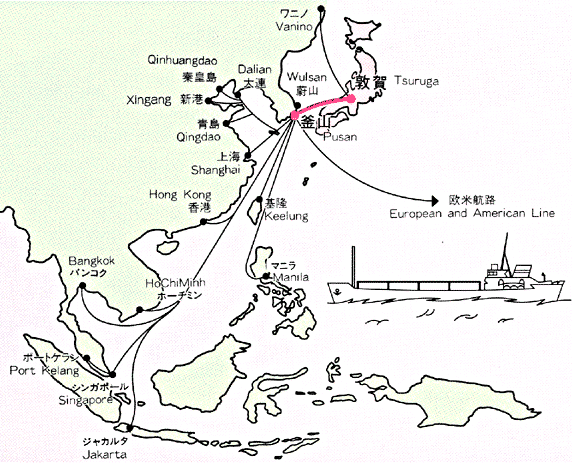 ワニノ
Vanino
Qinhuangdao
秦皇島
Dalian
大連
Wulsan
蔚山
敦賀
Tsuruga
Xingang 新港
釜山
Pusan
青島
Qingdao
上海
Shanghai
Hong Kong
香港
基隆
Keelung
欧米航路
European and American Line
Bangkok
バンコク
HoChiMinh
ホーチミン
マニラ
Manila
ポートケラン
Port Kelang
シンガポール
Singapore
ジャカルタ
Jakarta